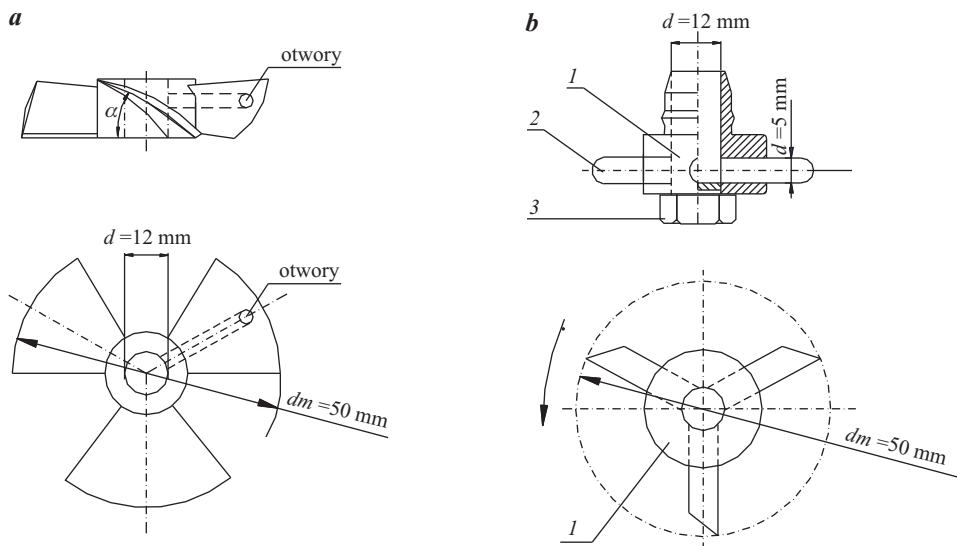 a
otwory
α
d =12 mm
otwory
dm =50 mm
b
d =12 mm
1
2
d = 5 mm
3
dm =50 mm
1